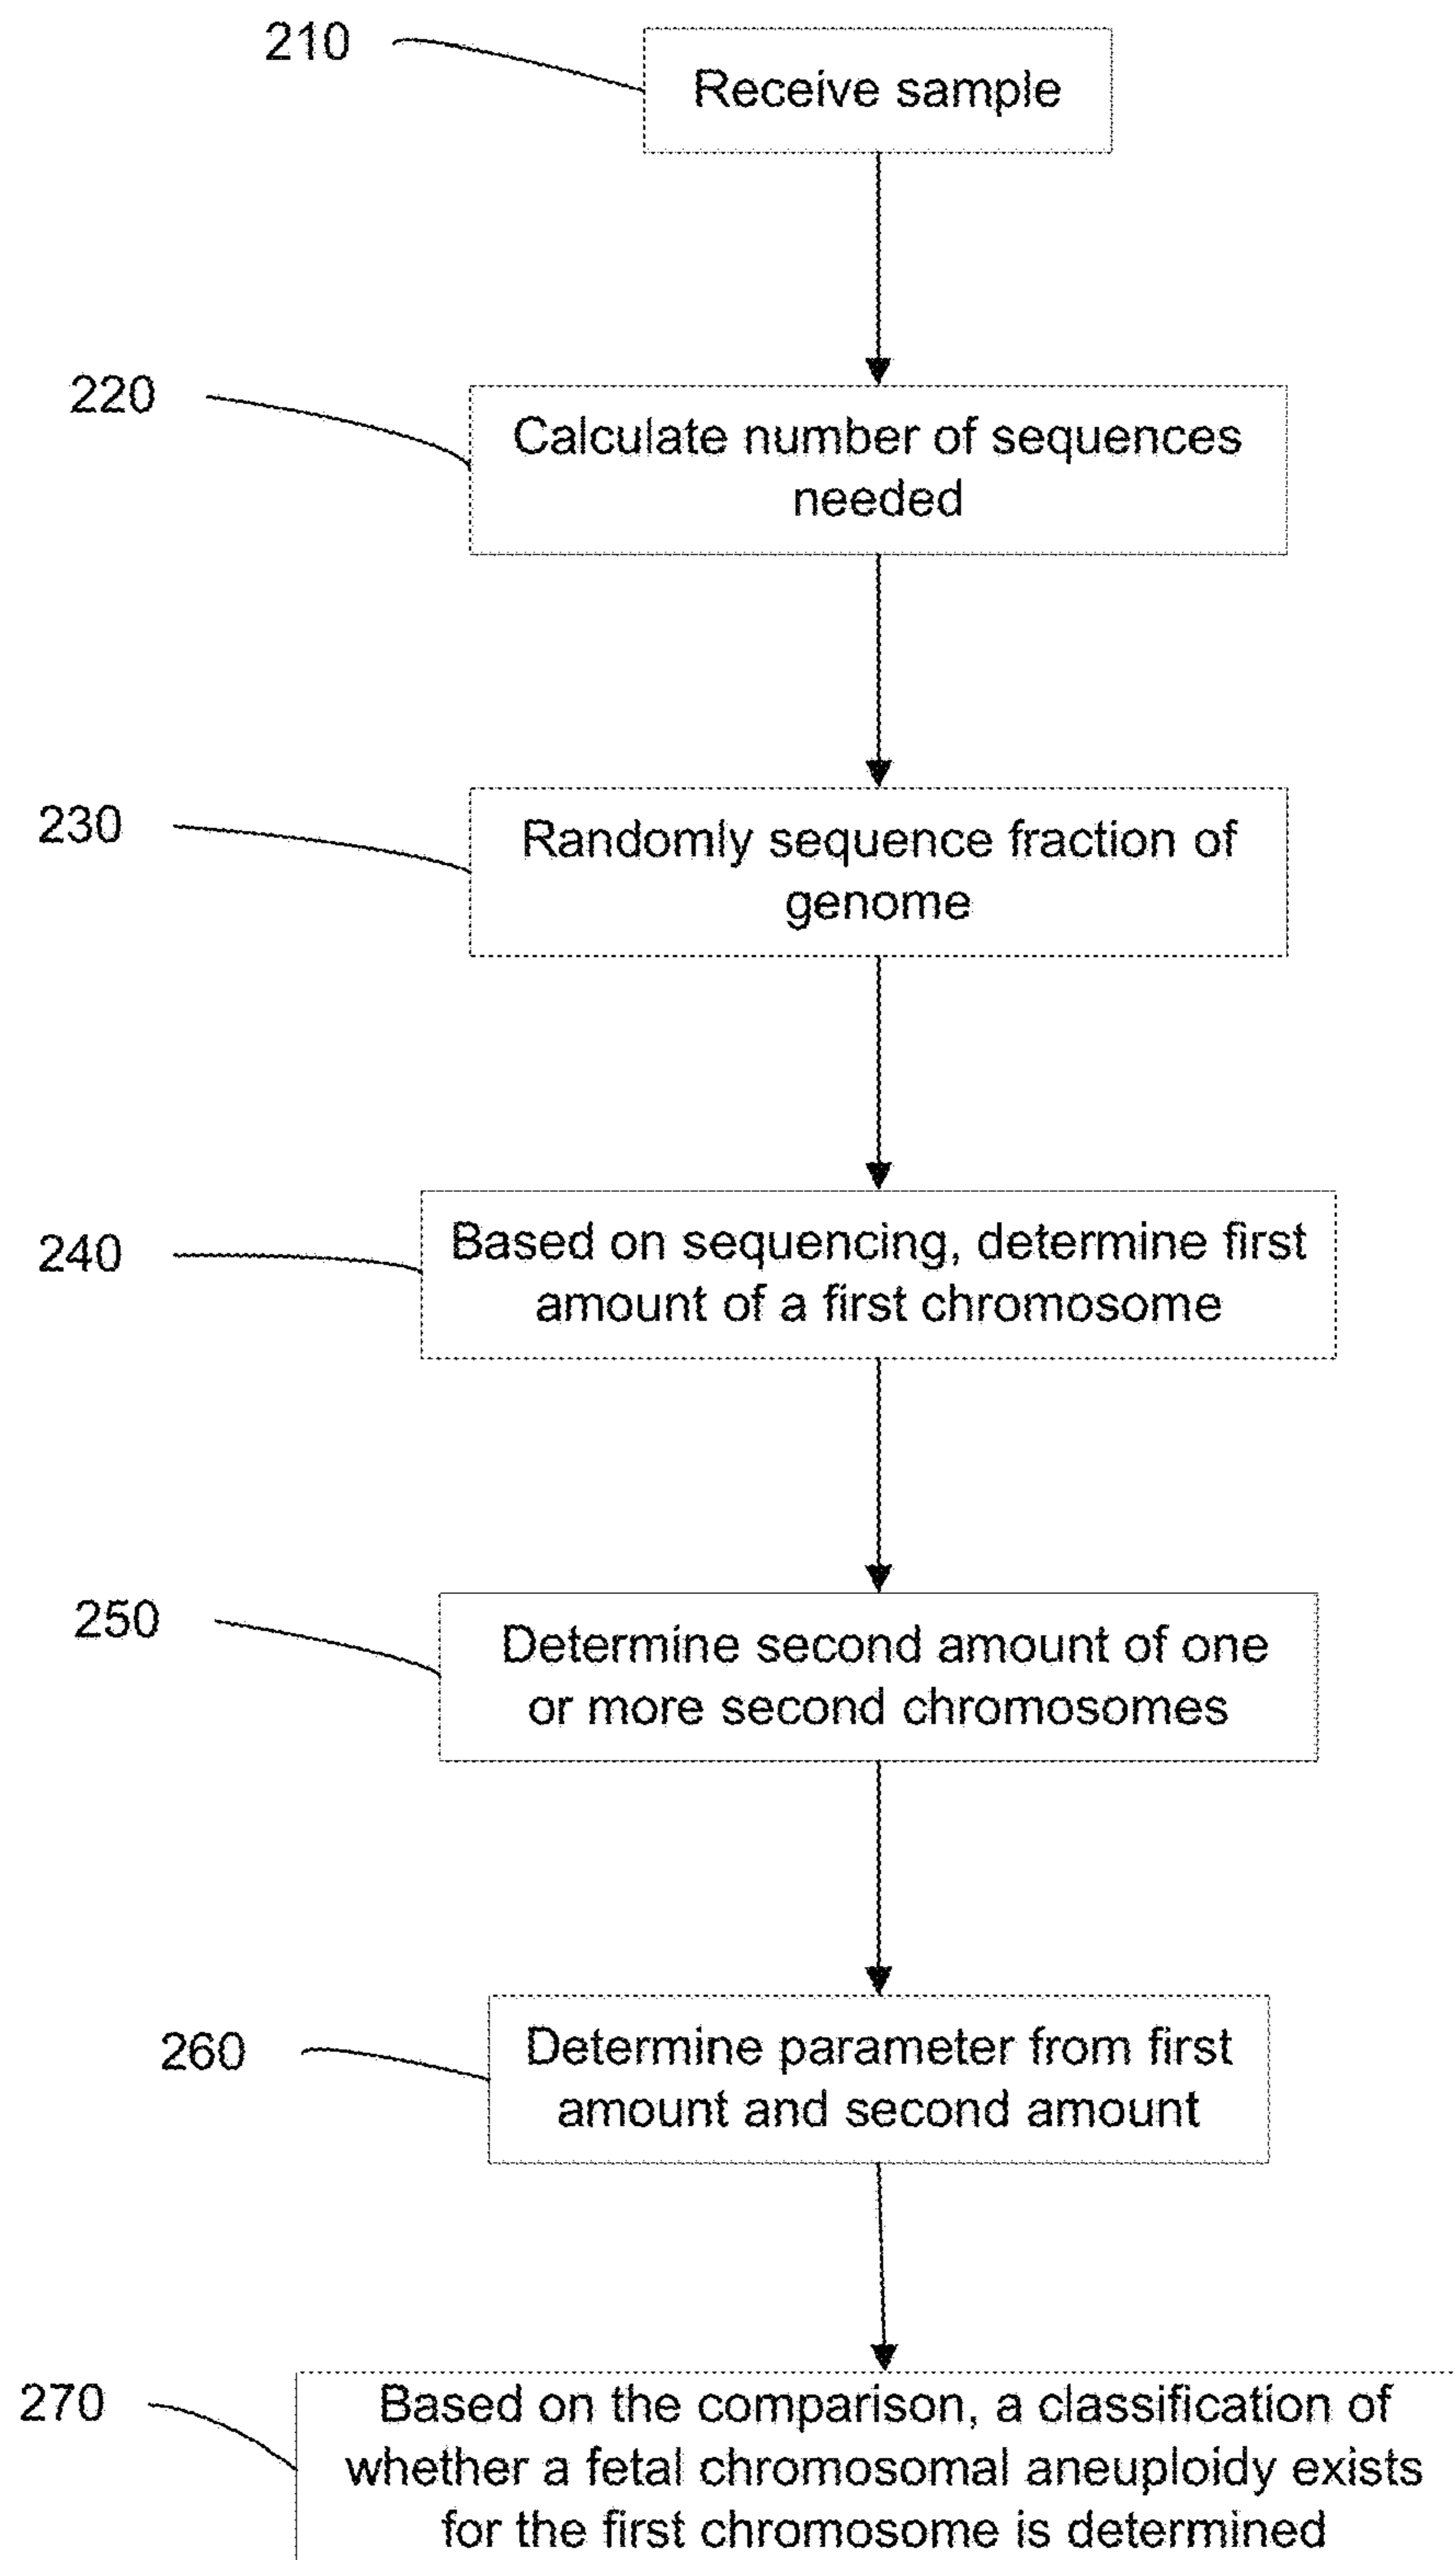 210
Receive sample
220
Calculate number of sequences
needed
230
Randomly sequence fraction of
genome
240
Based on sequencing, determine first
amount of a first chromosome
250
Determine second amount of one
or more second chromosomes
260
Determine parameter from first
amount and second amount
270
Based on the comparison, a classification of
whether a fetal chromosomal aneuploidy exists
for the first chromosome is determined